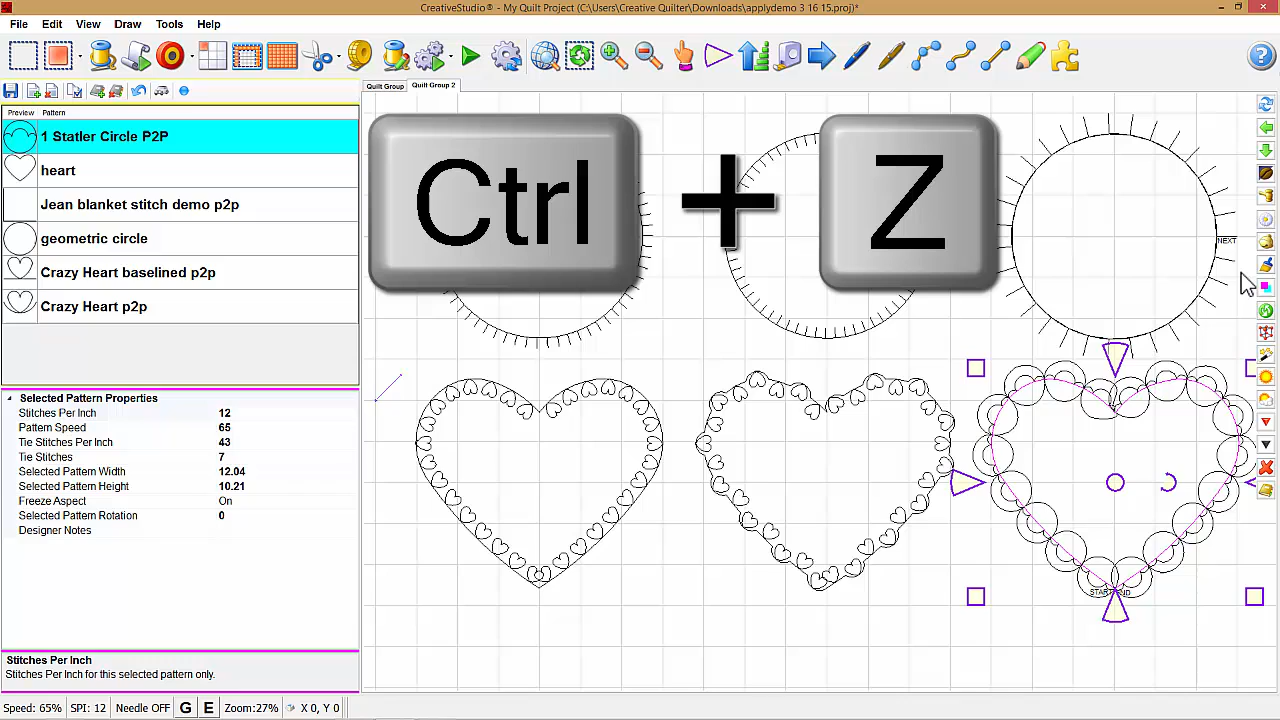 CreativeStudio® - My Quilt Project (C:\Users\Creative Quilter\Downloads\applydemo 3 16 15.proj)*
File Edit View Draw Tools Help
Quilt Group Quilt Group 2
Preview Pattern
1 Statler Circle P2P
heart
Jean blanket stitch demo p2p
geometric circle
Crazy Heart baselined p2p
Crazy Heart p2p
Ctrl + Z
NEXT
START END
Selected Pattern Properties
Stitches Per Inch 12
Pattern Speed 65
Tie Stitches Per Inch 43
Tie Stitches 7
Selected Pattern Width 12.04
Selected Pattern Height 10.21
Freeze Aspect On
Selected Pattern Rotation 0
Designer Notes
Stitches Per Inch
Stitches Per Inch for this selected pattern only.
Speed: 65% SPI: 12 Needle OFF G E Zoom:27% X 0, Y 0